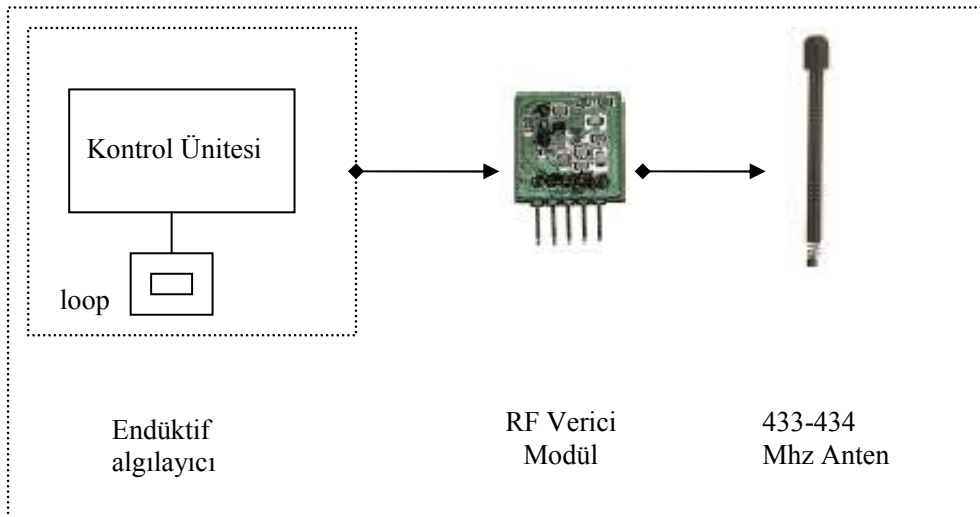 Kontrol Ünitesi
loop
Endüktif
algılayıcı
RF Verici
Modül
433-434
Mhz Anten